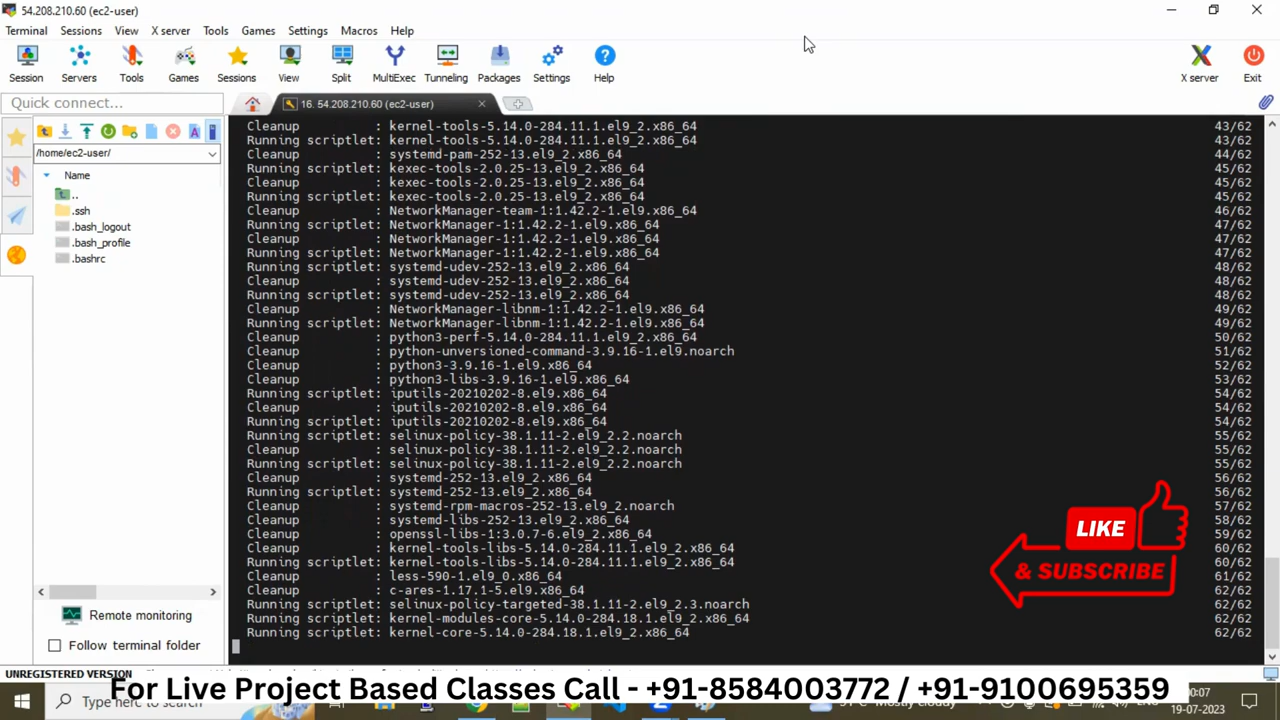 54.208.210.60 (ec2-user)
Terminal Sessions View X server Tools Games Settings Macros Help
Session Servers Tools Games Sessions View Split MultiExec Tunneling Packages Settings Help X server Exit
Quick connect...
16. 54.208.210.60 (ec2-user)
/home/ec2-user/
Name
..
.ssh
.bash_logout
.bash_profile
.bashrc
Remote monitoring
Follow terminal folder
Cleanup : kernel-tools-5.14.0-284.11.1.el9_2.x86_64 43/62
Running scriptlet: kernel-tools-5.14.0-284.11.1.el9_2.x86_64 43/62
Cleanup : systemd-pam-252-13.el9_2.x86_64 44/62
Running scriptlet: kexec-tools-2.0.25-13.el9_2.x86_64 45/62
Cleanup : kexec-tools-2.0.25-13.el9_2.x86_64 45/62
Running scriptlet: kexec-tools-2.0.25-13.el9_2.x86_64 45/62
Cleanup : NetworkManager-team-1:1.42.2-1.el9.x86_64 46/62
Running scriptlet: NetworkManager-1:1.42.2-1.el9.x86_64 47/62
Cleanup : NetworkManager-1:1.42.2-1.el9.x86_64 47/62
Running scriptlet: NetworkManager-1:1.42.2-1.el9.x86_64 47/62
Running scriptlet: systemd-udev-252-13.el9_2.x86_64 48/62
Cleanup : systemd-udev-252-13.el9_2.x86_64 48/62
Running scriptlet: systemd-udev-252-13.el9_2.x86_64 48/62
Cleanup : NetworkManager-libnm-1:1.42.2-1.el9.x86_64 49/62
Running scriptlet: NetworkManager-libnm-1:1.42.2-1.el9.x86_64 49/62
Cleanup : python3-perf-5.14.0-284.11.1.el9_2.x86_64 50/62
Cleanup : python-unversioned-command-3.9.16-1.el9.noarch 51/62
Cleanup : python3-3.9.16-1.el9.x86_64 52/62
Cleanup : python3-libs-3.9.16-1.el9.x86_64 53/62
Running scriptlet: iputils-20210202-8.el9.x86_64 54/62
Cleanup : iputils-20210202-8.el9.x86_64 54/62
Running scriptlet: iputils-20210202-8.el9.x86_64 54/62
Running scriptlet: selinux-policy-38.1.11-2.el9_2.2.noarch 55/62
Cleanup : selinux-policy-38.1.11-2.el9_2.2.noarch 55/62
Running scriptlet: selinux-policy-38.1.11-2.el9_2.2.noarch 55/62
Cleanup : systemd-252-13.el9_2.x86_64 56/62
Running scriptlet: systemd-252-13.el9_2.x86_64 56/62
Cleanup : systemd-rpm-macros-252-13.el9_2.noarch 57/62
Cleanup : systemd-libs-252-13.el9_2.x86_64 58/62
Cleanup : openssl-libs-1:3.0.7-6.el9_2.x86_64 59/62
Cleanup : kernel-tools-libs-5.14.0-284.11.1.el9_2.x86_64 60/62
Running scriptlet: kernel-tools-libs-5.14.0-284.11.1.el9_2.x86_64 60/62
Cleanup : less-590-1.el9_0.x86_64 61/62
Cleanup : c-ares-1.17.1-5.el9.x86_64 62/62
Running scriptlet: selinux-policy-targeted-38.1.11-2.el9_2.3.noarch 62/62
Running scriptlet: kernel-modules-core-5.14.0-284.18.1.el9_2.x86_64 62/62
Running scriptlet: kernel-core-5.14.0-284.18.1.el9_2.x86_64 62/62
LIKE
& SUBSCRIBE
UNREGISTERED VERSION
For Live Project Based Classes Call - +91-8584003772 / +91-9100695359
Type here to search
Mostly cloudy
00:07
19-07-2023